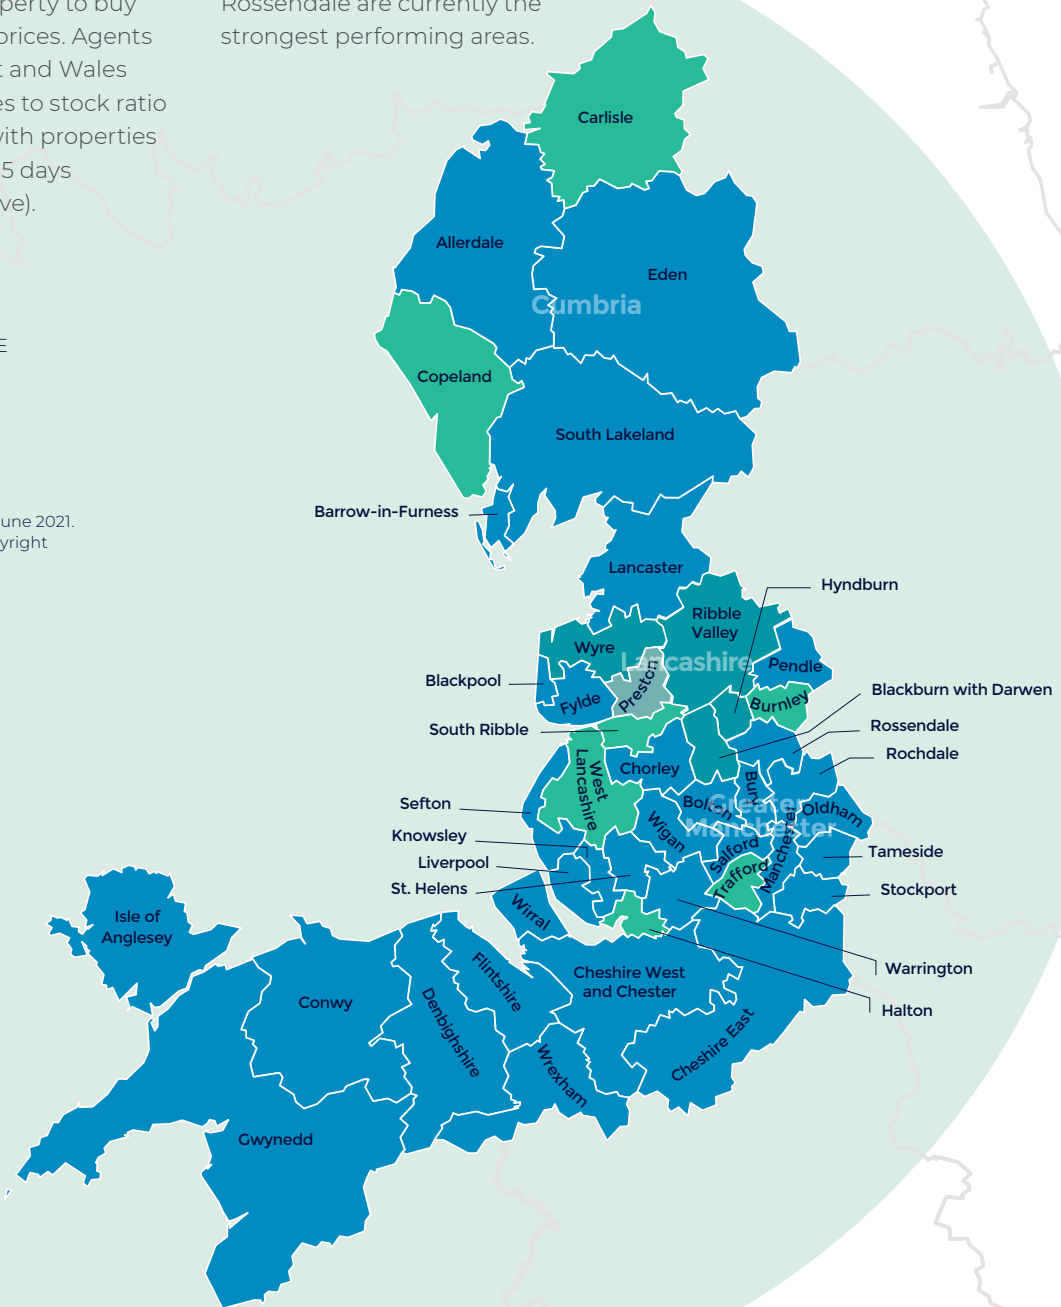 perty to buy
prices. Agents
t and Wales
es to stock ratio
with properties
5 days
ve).
Rossendale are currently the
strongest performing areas.
E
une 2021.
yright
Carlisle
Allerdale
Eden
Cumbria
Copeland
South Lakeland
Barrow-in-Furness
Lancaster
Hyndburn
Ribble
Valley
Wyre
Lancashire
Pendle
Preston
Blackpool
Fylde
Burnley
Blackburn with Darwen
South Ribble
Rossendale
Rochdale
Chorley
West
Lancashire
Bury
Bolton
Greater
Manchester
Oldham
Sefton
Wigan
Knowsley
Salford
Manchester
Tameside
Liverpool
Trafford
St. Helens
Stockport
Wirral
Isle of
Anglesey
Warrington
Halton
Flintshire
Cheshire West
and Chester
Conwy
Denbighshire
Cheshire East
Wrexham
Gwynedd